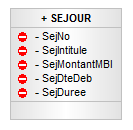 + SEJOUR
- SejNo
- SejIntitule
- SejMontantMBI
- SejDteDeb
- SejDuree